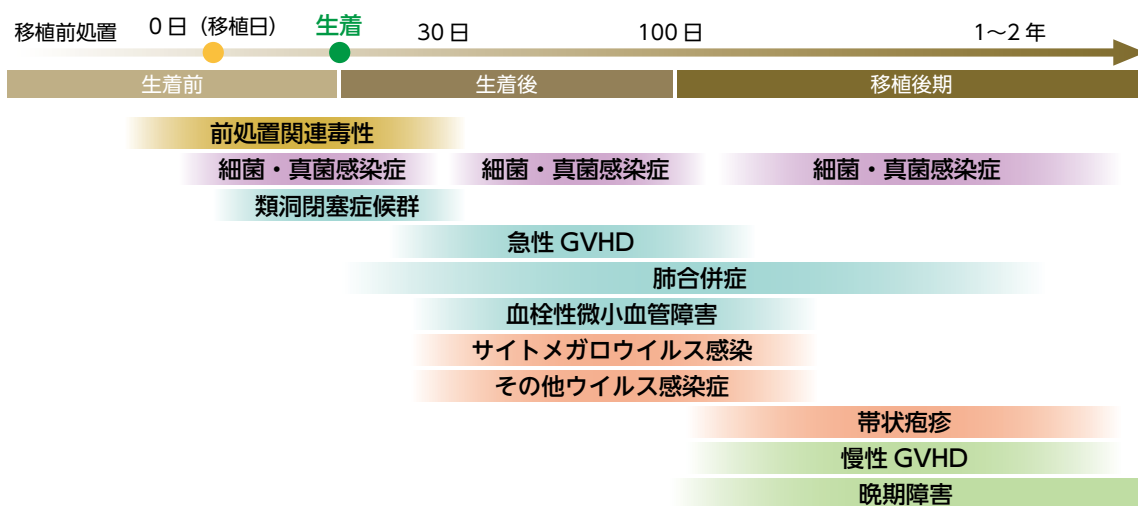 移植前処置 0日（移植日） 生着 30日 100日 1～2年
生着前 生着後 移植後期
前処置関連毒性
細菌・真菌感染症 細菌・真菌感染症 細菌・真菌感染症
類洞閉塞症候群
急性 GVHD
肺合併症
血栓性微小血管障害
サイトメガロウイルス感染
その他ウイルス感染症
帯状疱疹
慢性 GVHD
晩期障害